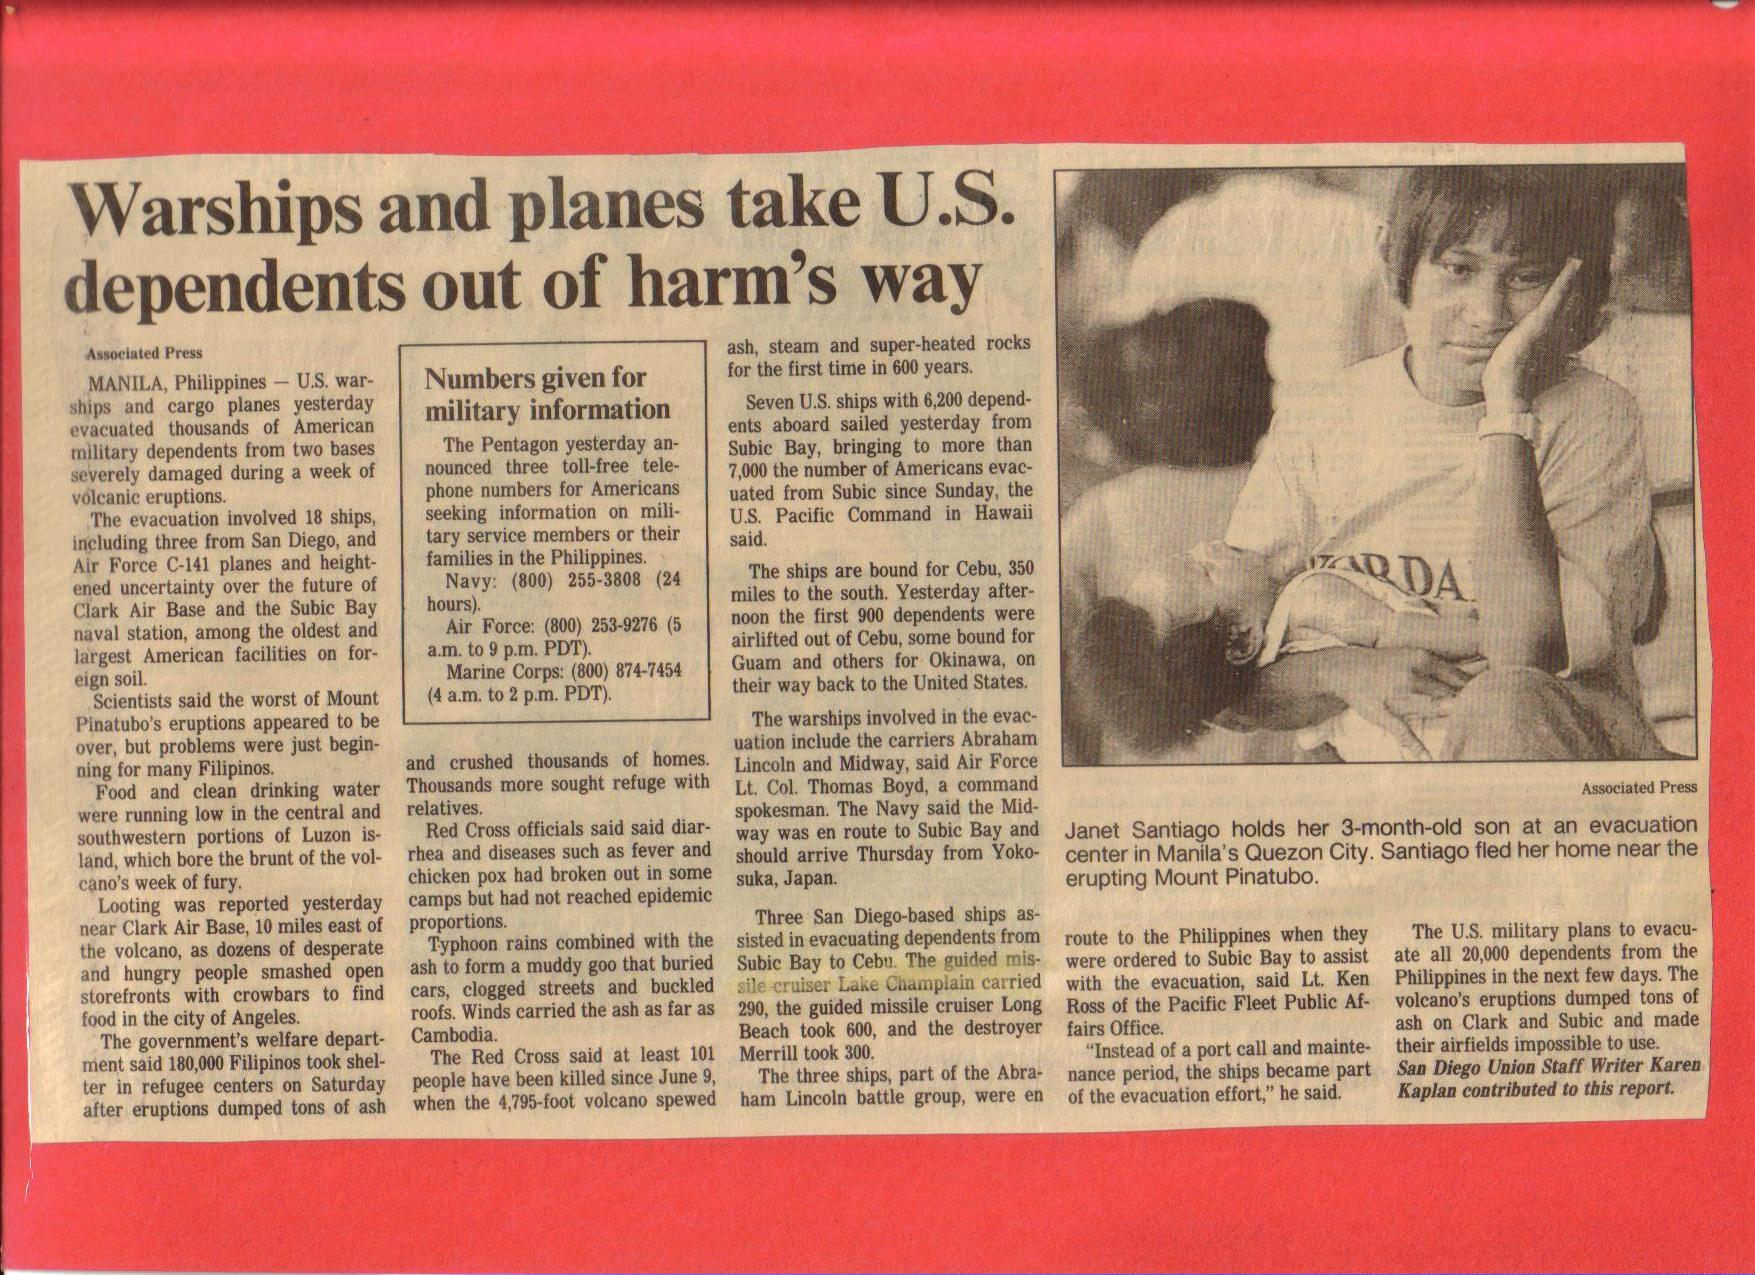 Warships and planes take U.S.
dependents out of harm's way
Associated Press
MANILA, Philippines — U.S. war-
ships and cargo planes yesterday
evacuated thousands of American
military dependents from two bases
severely damaged during a week of
volcanic eruptions.
The evacuation involved 18 ships,
including three from San Diego, and
Air Force C-141 planes and height-
ened uncertainty over the future of
Clark Air Base and the Subic Bay
naval station, among the oldest and
largest American facilities on for-
eign soil.
Scientists said the worst of Mount
Pinatubo's eruptions appeared to be
over, but problems were just begin-
ning for many Filipinos.
Food and clean drinking water
were running low in the central and
southwestern portions of Luzon is-
land, which bore the brunt of the vol-
cano's week of fury.
Looting was reported yesterday
near Clark Air Base, 10 miles east of
the volcano, as dozens of desperate
and hungry people smashed open
storefronts with crowbars to find
food in the city of Angeles.
The government's welfare depart-
ment said 180,000 Filipinos took shel-
ter in refugee centers on Saturday
after eruptions dumped tons of ash
Numbers given for
military information
The Pentagon yesterday an-
nounced three toll-free tele-
phone numbers for Americans
seeking information on mili-
tary service members or their
families in the Philippines.
Navy: (800) 255-3808 (24
hours).
Air Force: (800) 253-9276 (5
a.m. to 9 p.m. PDT).
Marine Corps: (800) 874-7454
(4 a.m. to 2 p.m. PDT).
and crushed thousands of homes.
Thousands more sought refuge with
relatives.
Red Cross officials said said diar-
rhea and diseases such as fever and
chicken pox had broken out in some
camps but had not reached epidemic
proportions.
Typhoon rains combined with the
ash to form a muddy goo that buried
cars, clogged streets and buckled
roofs. Winds carried the ash as far as
Cambodia.
The Red Cross said at least 101
people have been killed since June 9,
when the 4,795-foot volcano spewed
ash, steam and super-heated rocks
for the first time in 600 years.
Seven U.S. ships with 6,200 depend-
ents aboard sailed yesterday from
Subic Bay, bringing to more than
7,000 the number of Americans evac-
uated from Subic since Sunday, the
U.S. Pacific Command in Hawaii
said.
The ships are bound for Cebu, 350
miles to the south. Yesterday after-
noon the first 900 dependents were
airlifted out of Cebu, some bound for
Guam and others for Okinawa, on
their way back to the United States.
The warships involved in the evac-
uation include the carriers Abraham
Lincoln and Midway, said Air Force
Lt. Col. Thomas Boyd, a command
spokesman. The Navy said the Mid-
way was en route to Subic Bay and
should arrive Thursday from Yoko-
suka, Japan.
Three San Diego-based ships as-
sisted in evacuating dependents from
Subic Bay to Cebu. The guided mis-
sile cruiser Lake Champlain carried
290, the guided missile cruiser Long
Beach took 600, and the destroyer
Merrill took 300.
The three ships, part of the Abra-
ham Lincoln battle group, were en
Associated Press
Janet Santiago holds her 3-month-old son at an evacuation
center in Manila's Quezon City. Santiago fled her home near the
erupting Mount Pinatubo.
route to the Philippines when they
were ordered to Subic Bay to assist
with the evacuation, said Lt. Ken
Ross of the Pacific Fleet Public Af-
fairs Office.
"Instead of a port call and mainte-
nance period, the ships became part
of the evacuation effort," he said.
The U.S. military plans to evacu-
ate all 20,000 dependents from the
Philippines in the next few days. The
volcano's eruptions dumped tons of
ash on Clark and Subic and made
their airfields impossible to use.
San Diego Union Staff Writer Karen
Kaplan contributed to this report.